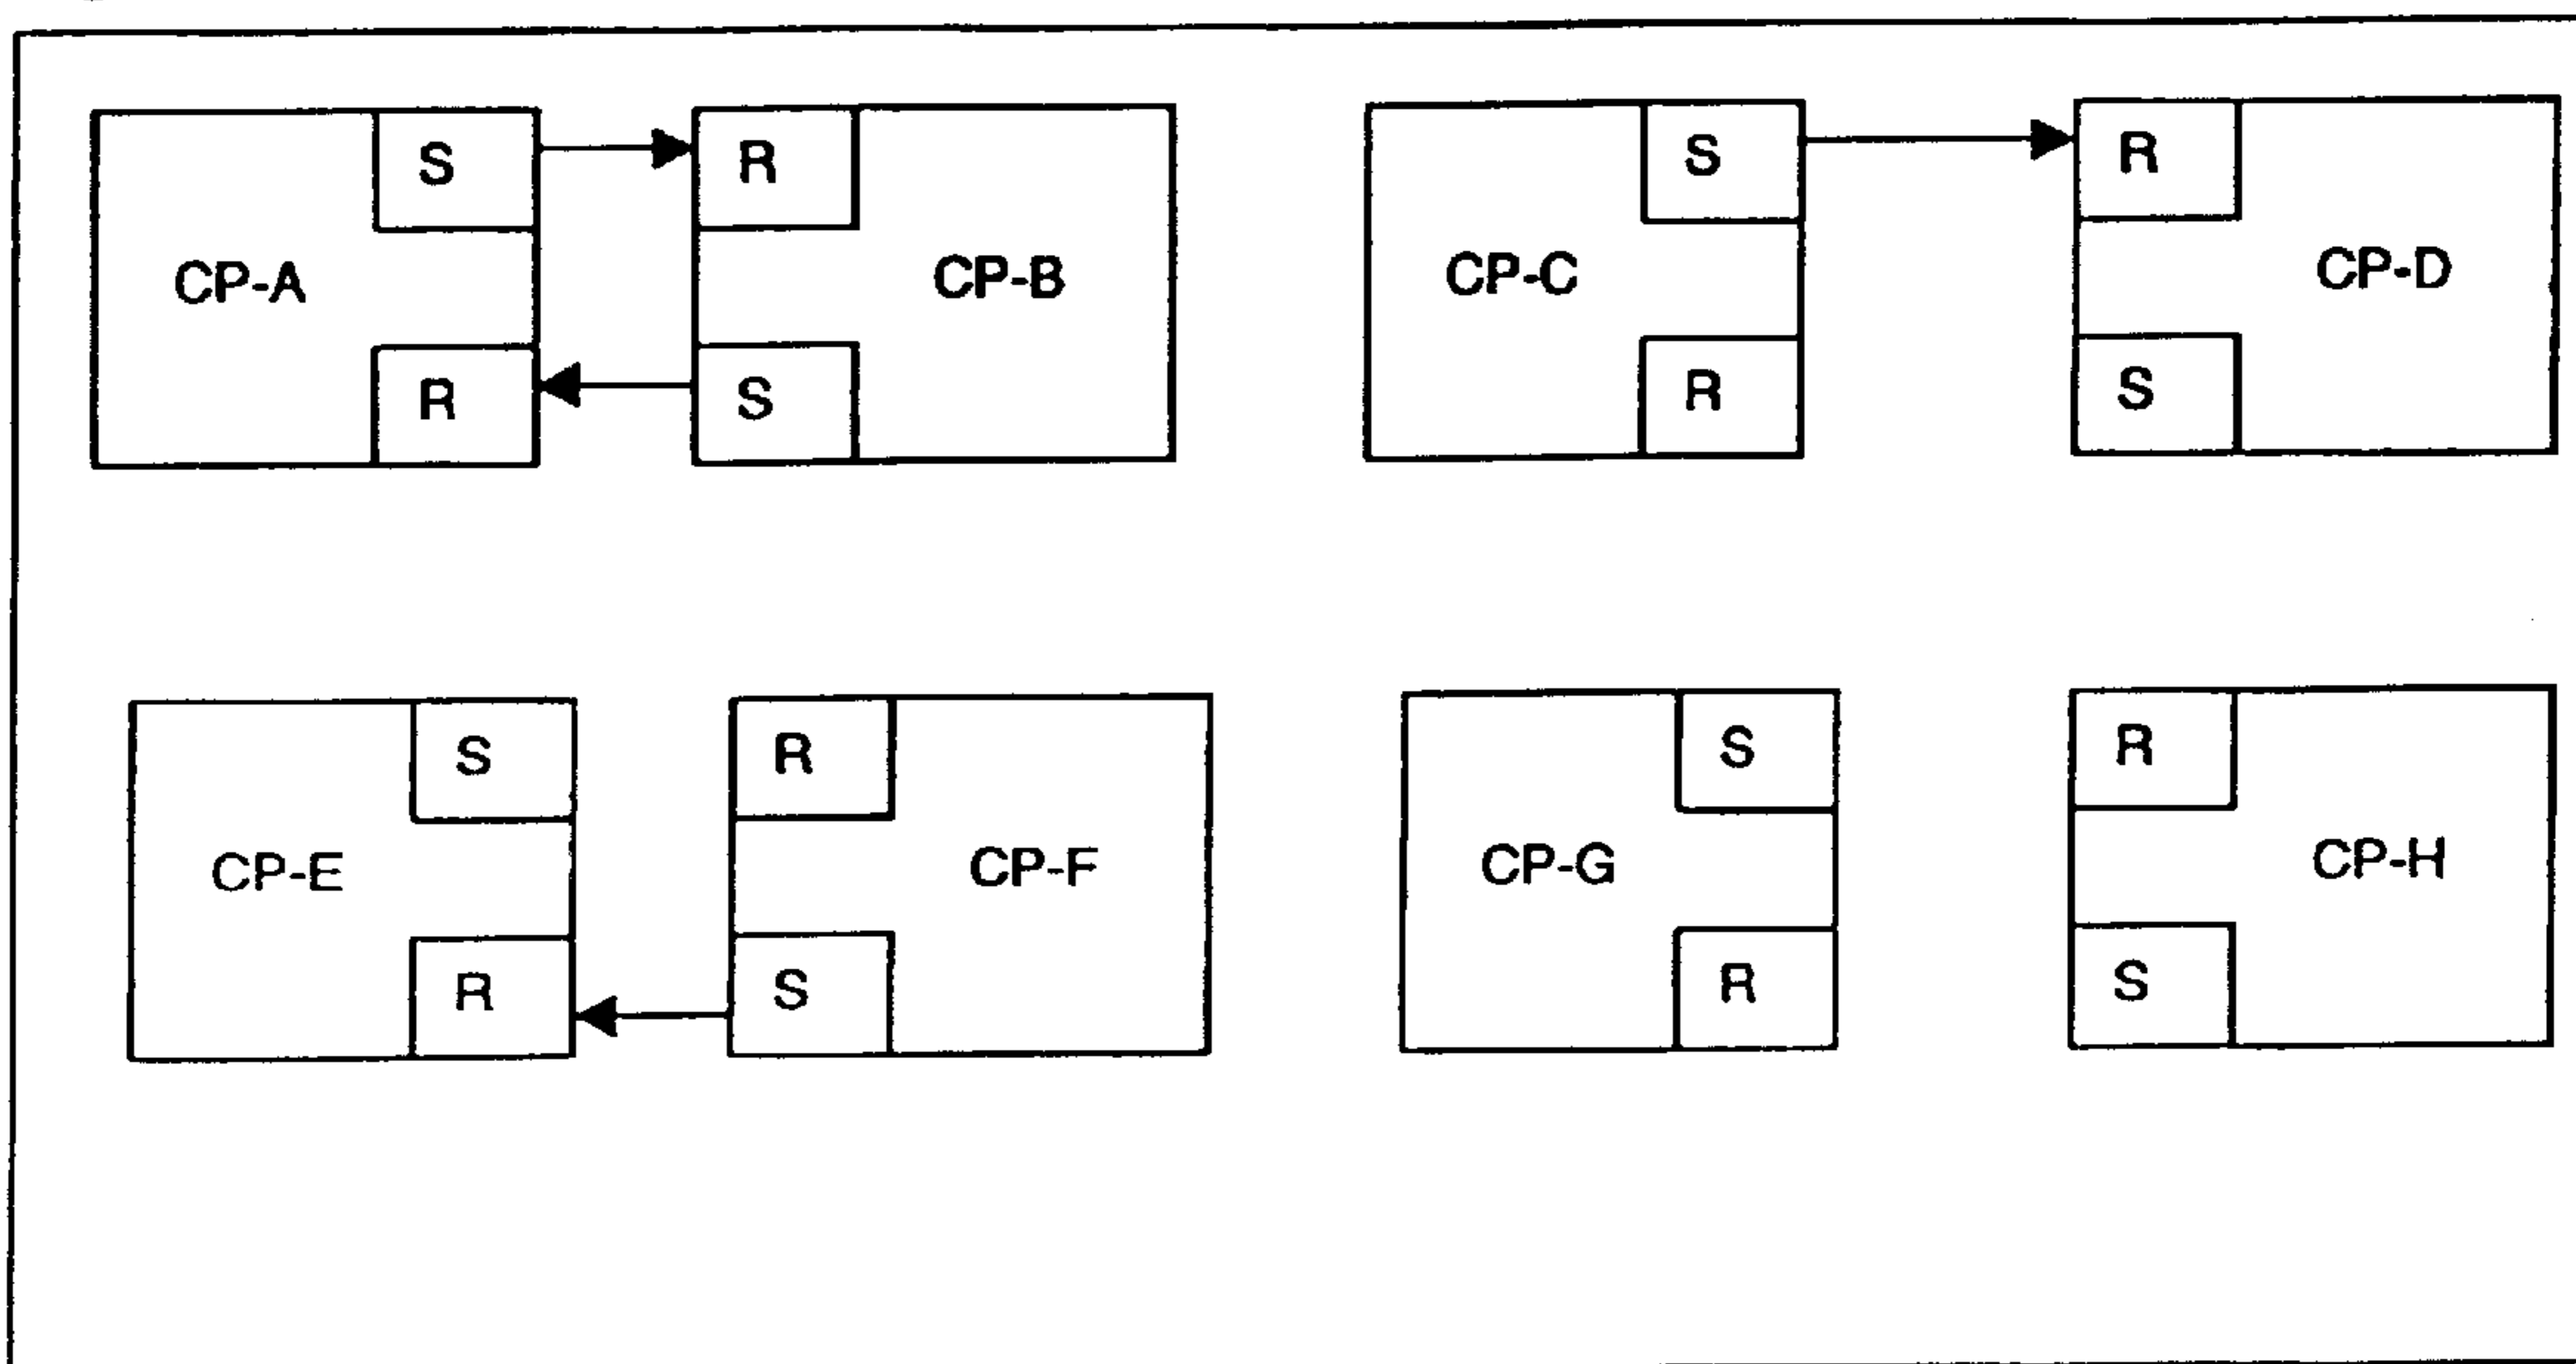 S R S R
CP-A CP-B CP-C CP-D
R S R S
S R S R
CP-E CP-F CP-G CP-H
R S R S